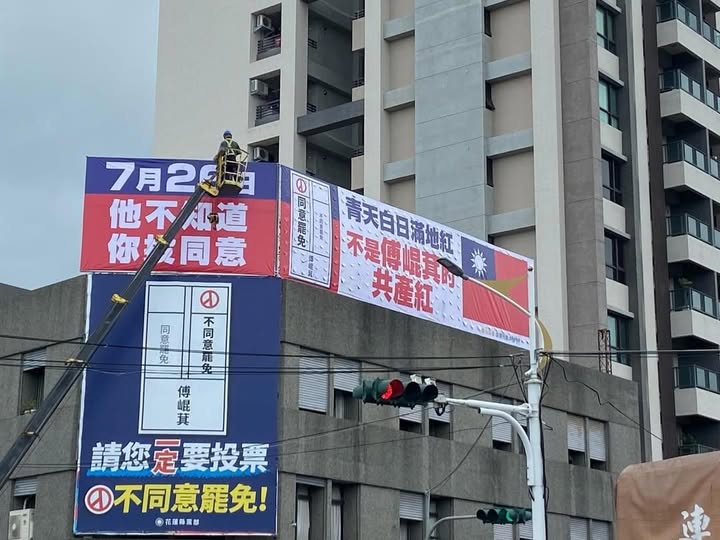 7月26日
他不知道
你投同意
同意罷免
傅崐萁
青天白日滿地紅
不是傅崐萁的
共產紅
同意罷免
不同意罷免
傅崐萁
請您一定要投票
不同意罷免!
花蓮縣黨部
連